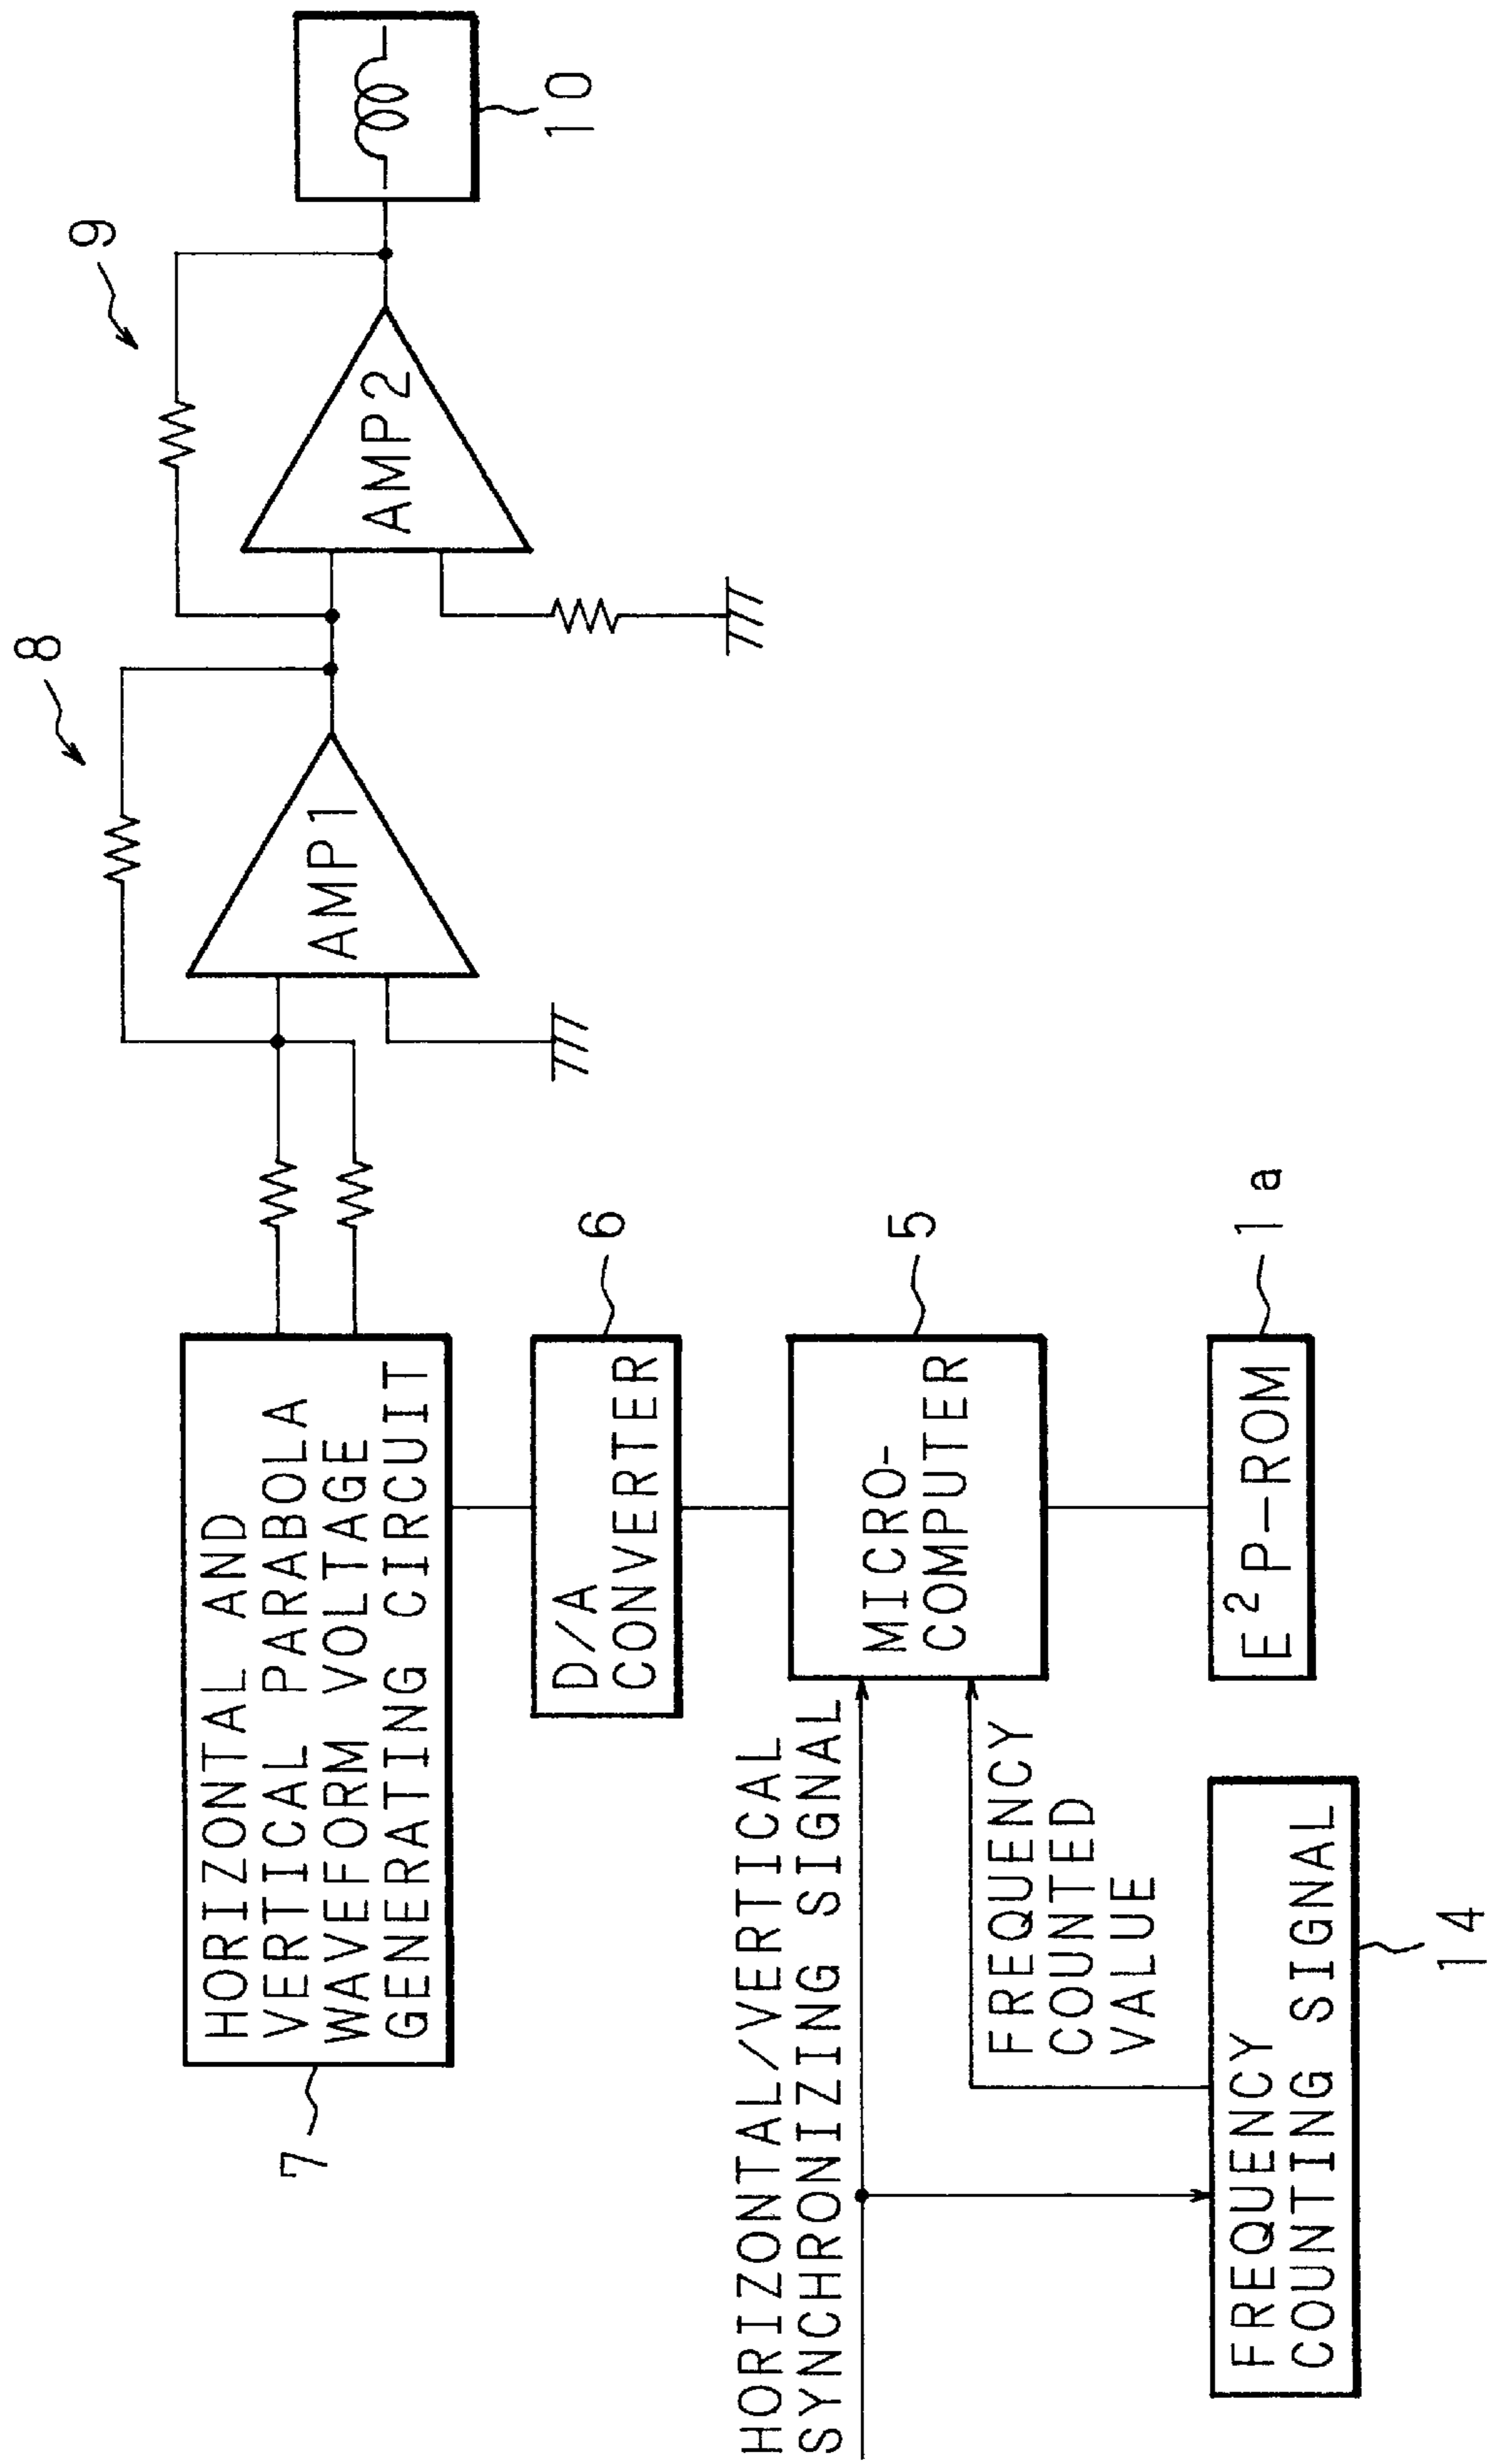 8
9
AMP1
AMP2
10
7
HORIZONTAL AND
VERTICAL PARABOLA
WAVEFORM VOLTAGE
GENERATING CIRCUIT
D/A
CONVERTER
6
HORIZONTAL/VERTICAL
SYNCHRONIZING SIGNAL
MICRO-
COMPUTER
5
FREQUENCY
COUNTED
VALUE
FREQUENCY
COUNTING SIGNAL
14
E²P-ROM
1a